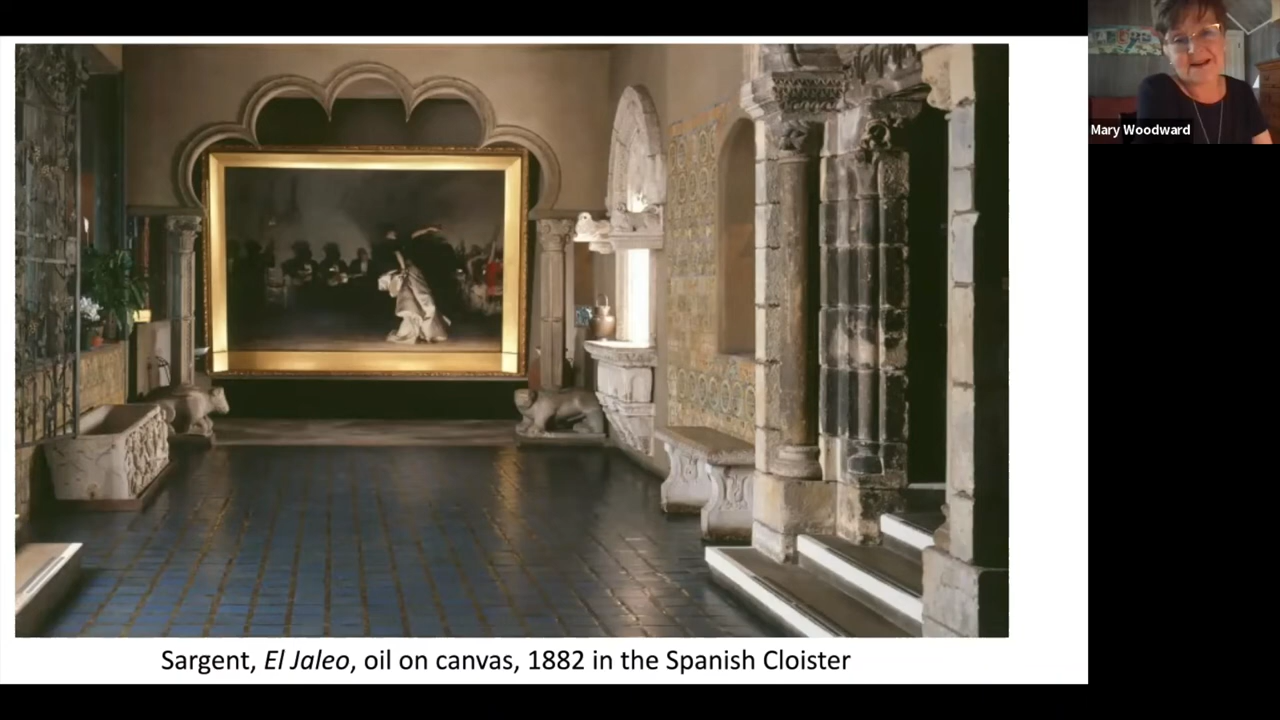 Mary Woodward
Sargent, El Jaleo, oil on canvas, 1882 in the Spanish Cloister